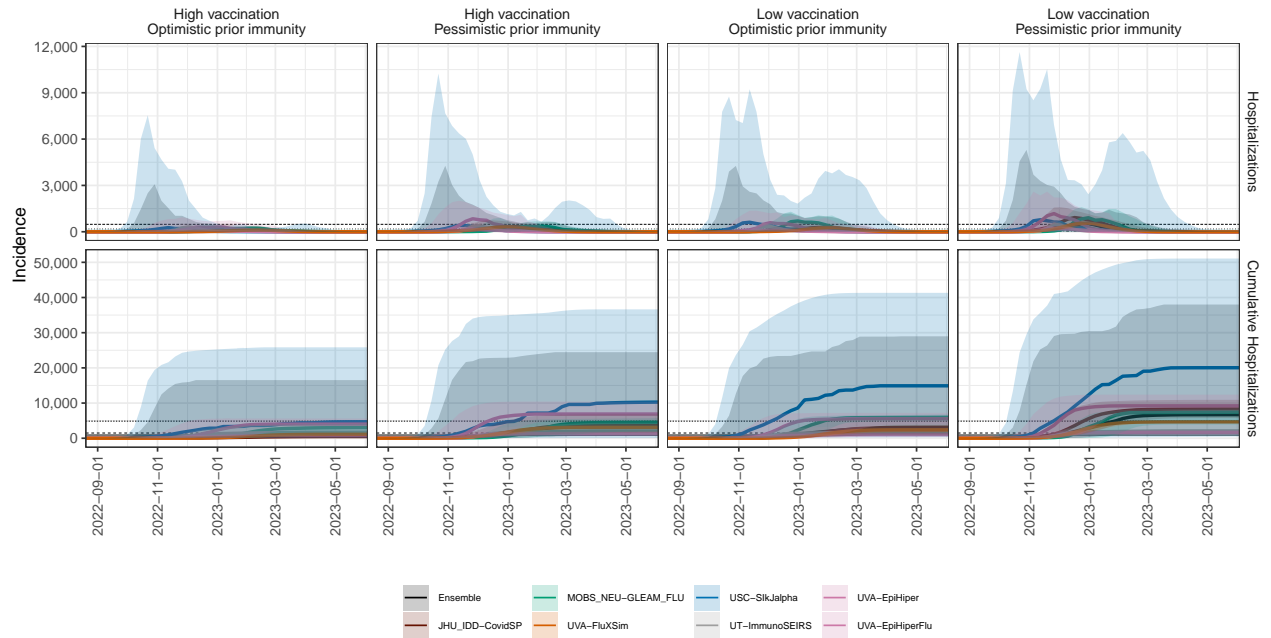 High vaccination
Optimistic prior immunity
High vaccination
Pessimistic prior immunity
Low vaccination
Optimistic prior immunity
Low vaccination
Pessimistic prior immunity
Incidence
12,000
9,000
6,000
3,000
0
Hospitalizations
50,000
40,000
30,000
20,000
10,000
0
Cumulative Hospitalizations
2022−09−01
2022−11−01
2023−01−01
2023−03−01
2023−05−01
2022−09−01
2022−11−01
2023−01−01
2023−03−01
2023−05−01
2022−09−01
2022−11−01
2023−01−01
2023−03−01
2023−05−01
2022−09−01
2022−11−01
2023−01−01
2023−03−01
2023−05−01
Ensemble
MOBS_NEU−GLEAM_FLU
USC−SIkJalpha
UVA−EpiHiper
JHU_IDD−CovidSP
UVA−FluXSim
UT−ImmunoSEIRS
UVA−EpiHiperFlu